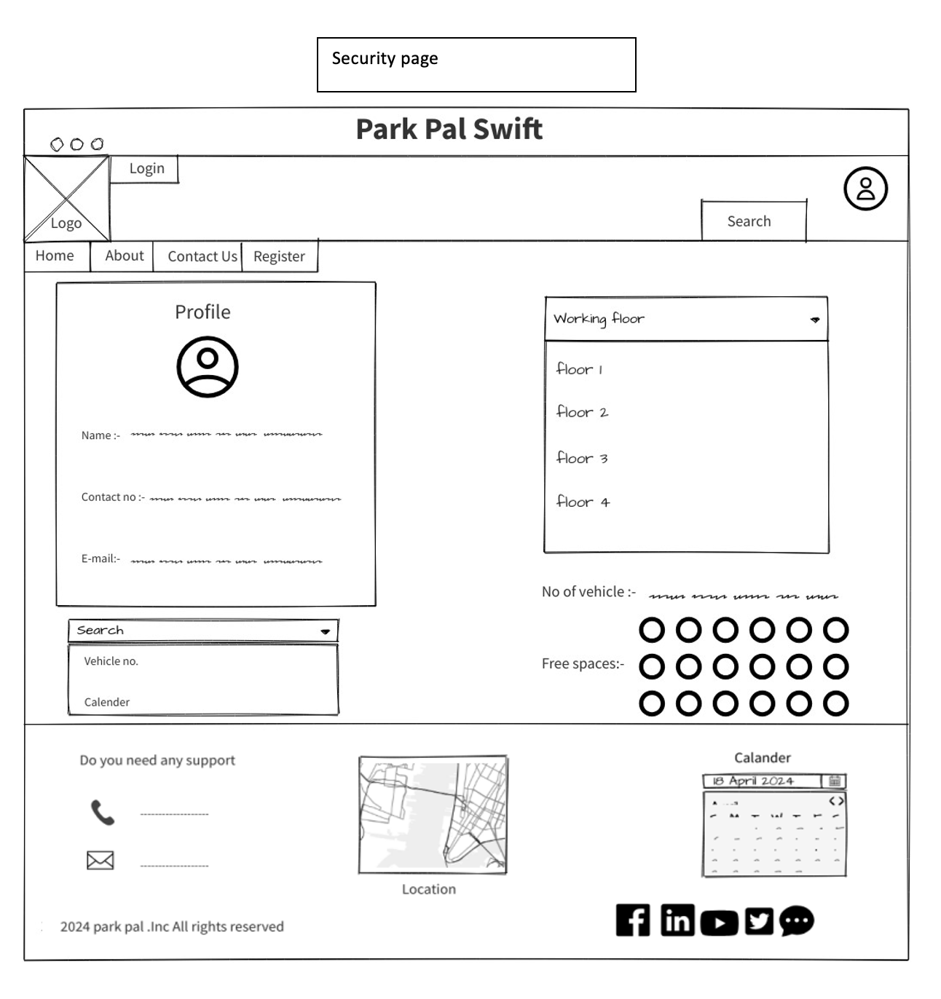 Security page
Park Pal Swift
Login
Logo
Search
Home
About
Contact Us
Register
Profile
Name :-
Contact no :-
E-mail:-
Working floor
floor 1
floor 2
floor 3
floor 4
Search
Vehicle no.
Calender
No of vehicle :-
Free spaces:-
Do you need any support
Location
Calander
18 April 2024
2024 park pal .Inc All rights reserved